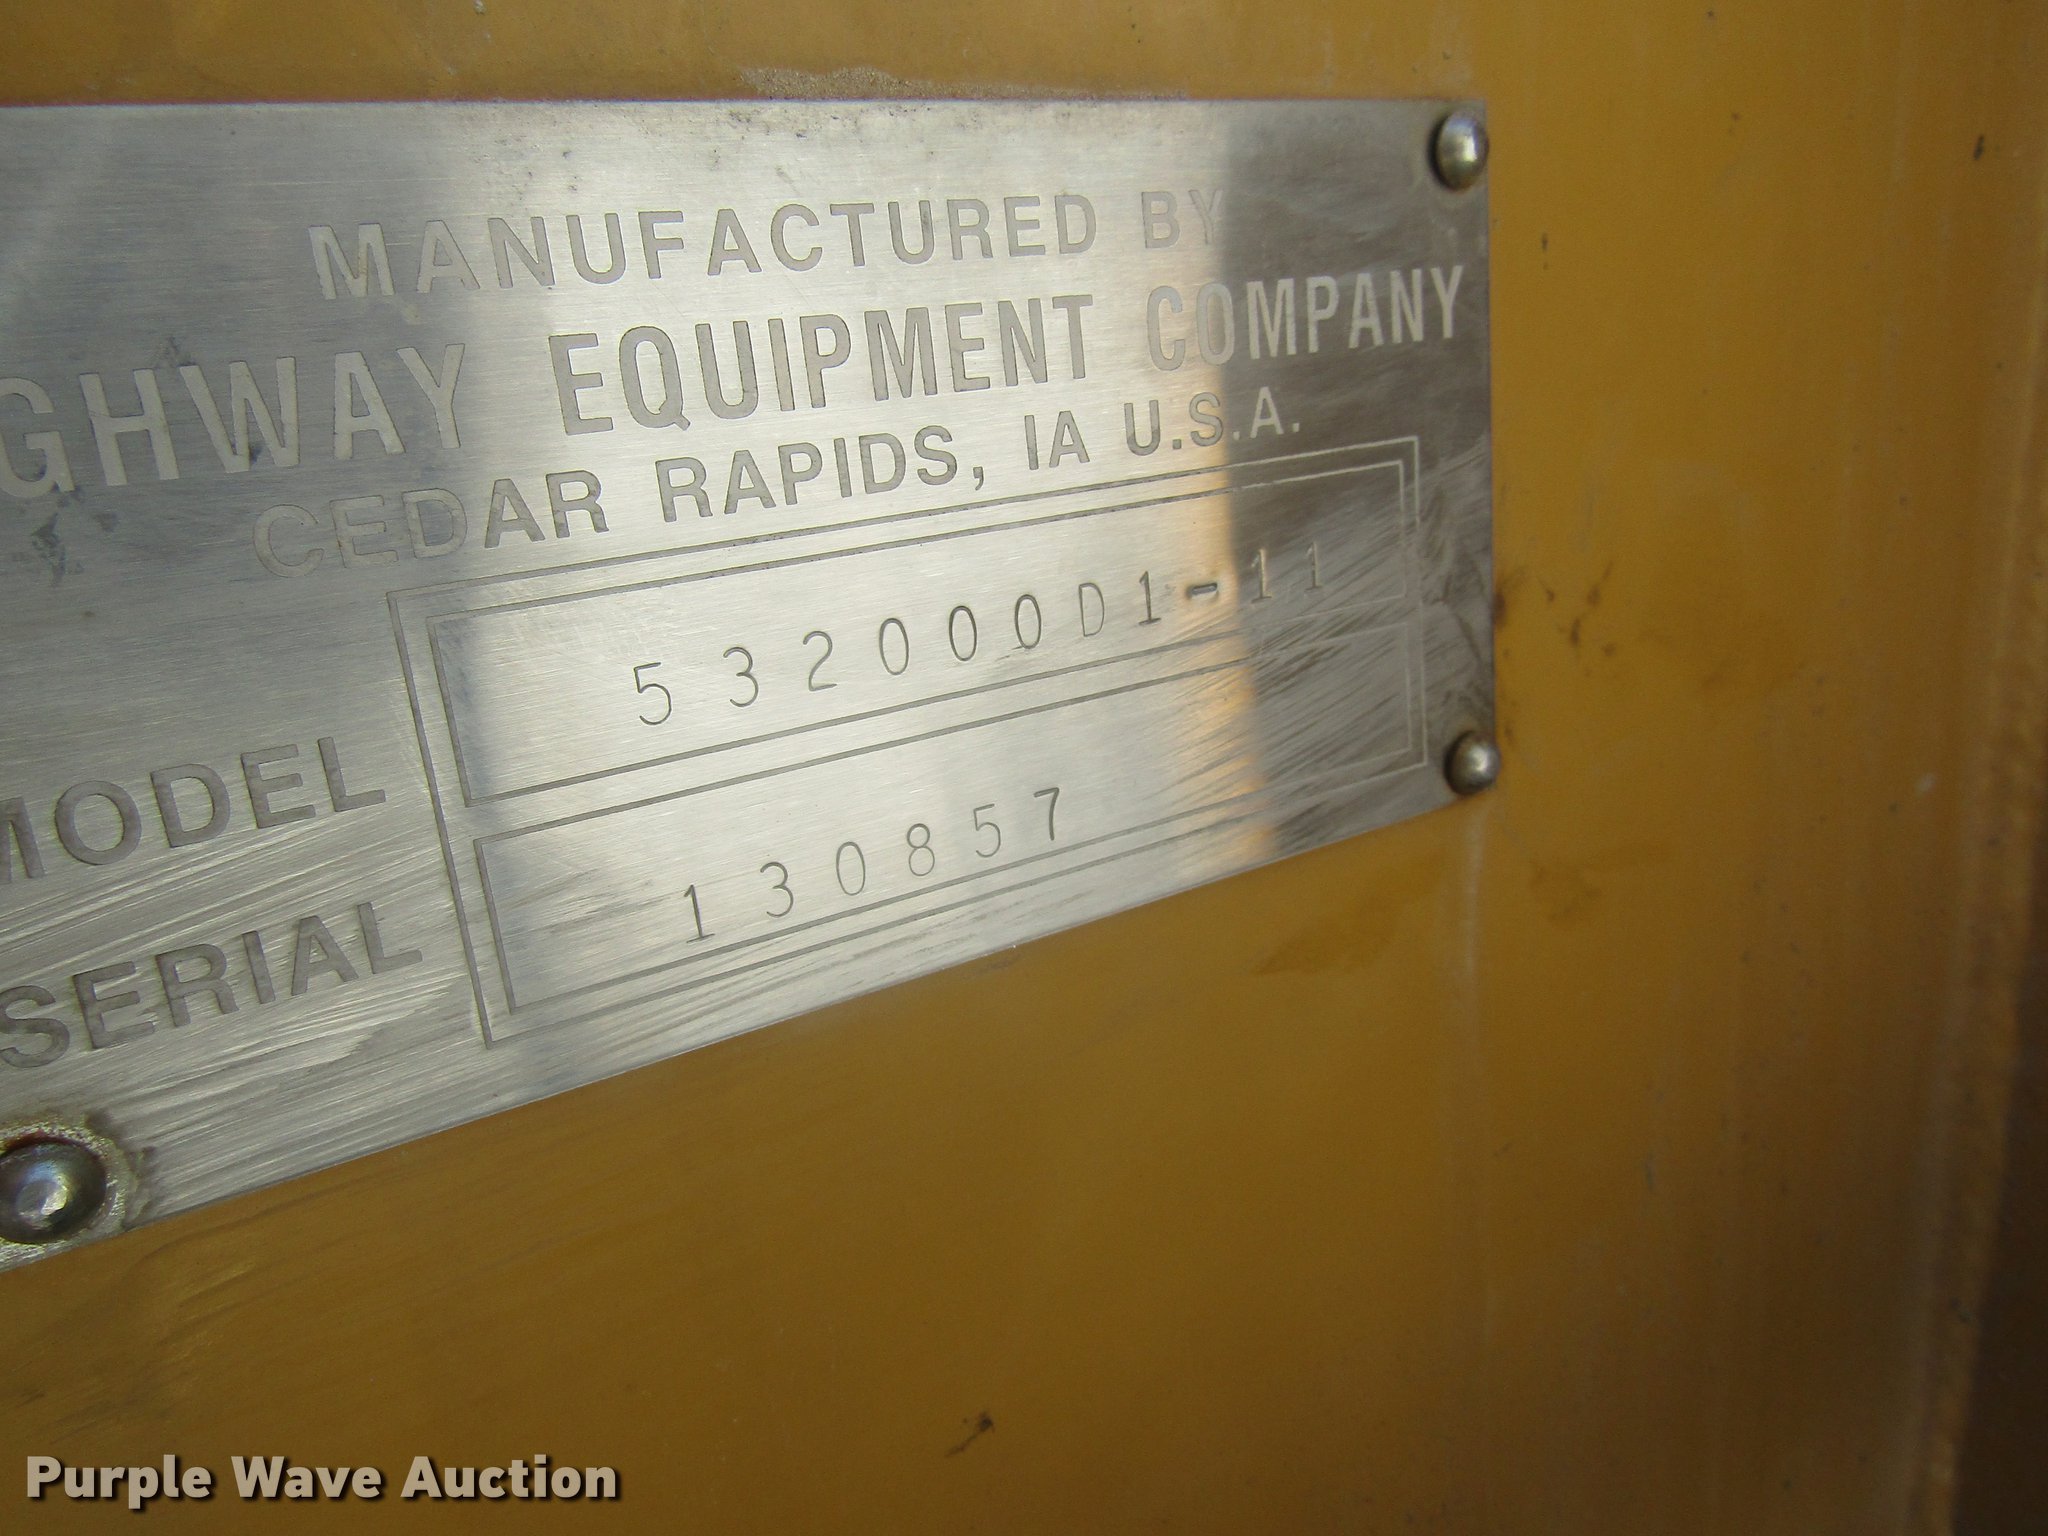 MANUFACTURED BY
GHWAY EQUIPMENT COMPANY
CEDAR RAPIDS, IA U.S.A.
MODEL 532000D1-11
SERIAL 130857
Purple Wave Auction